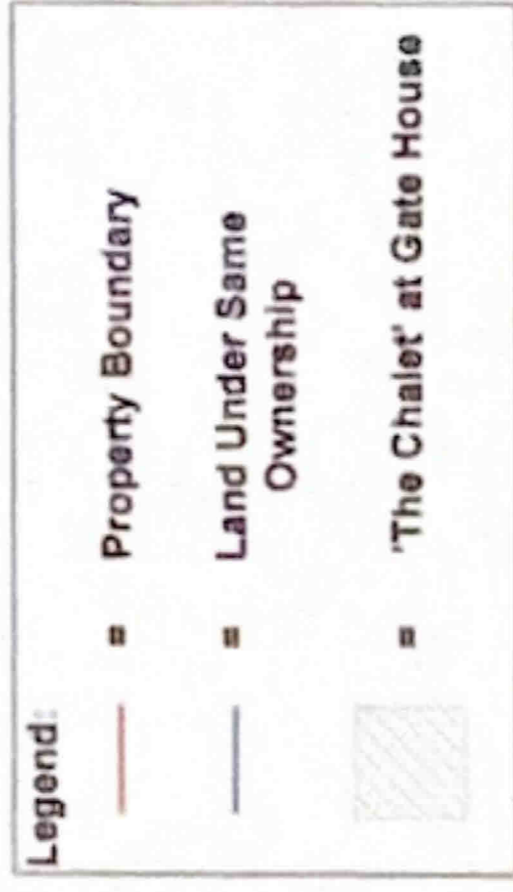 Legend:
= Property Boundary
= Land Under Same
Ownership
= 'The Chalet' at Gate House